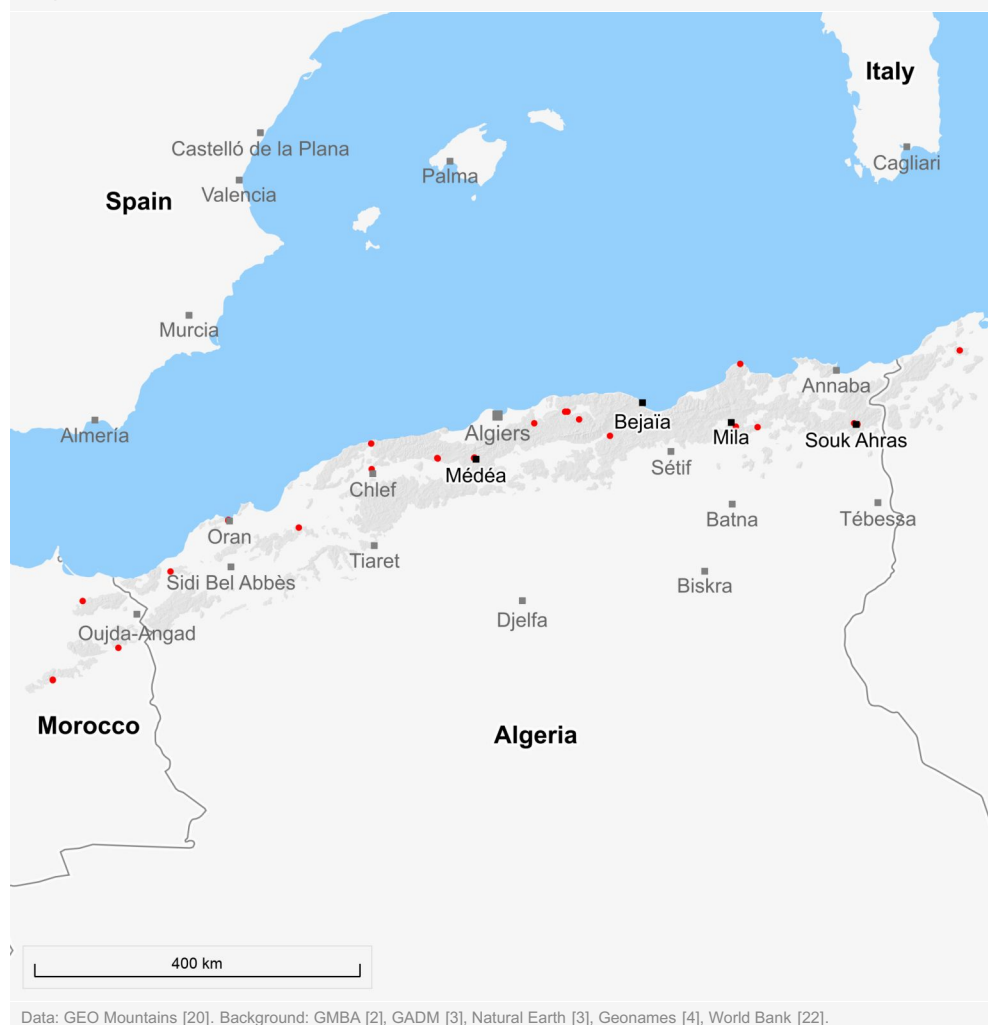 Italy
Castelló de la Plana
Palma
Cagliari
Valencia
Spain
Murcia
Almería
Annaba
Algiers
Bejaïa
Mila
Souk Ahras
Médéa
Sétif
Chlef
Batna
Tébessa
Oran
Tiaret
Sidi Bel Abbès
Biskra
Djelfa
Oujda-Angad
Morocco
Algeria
400 km
Data: GEO Mountains [20]. Background: GMBA [2], GADM [3], Natural Earth [3], Geonames [4], World Bank [22].